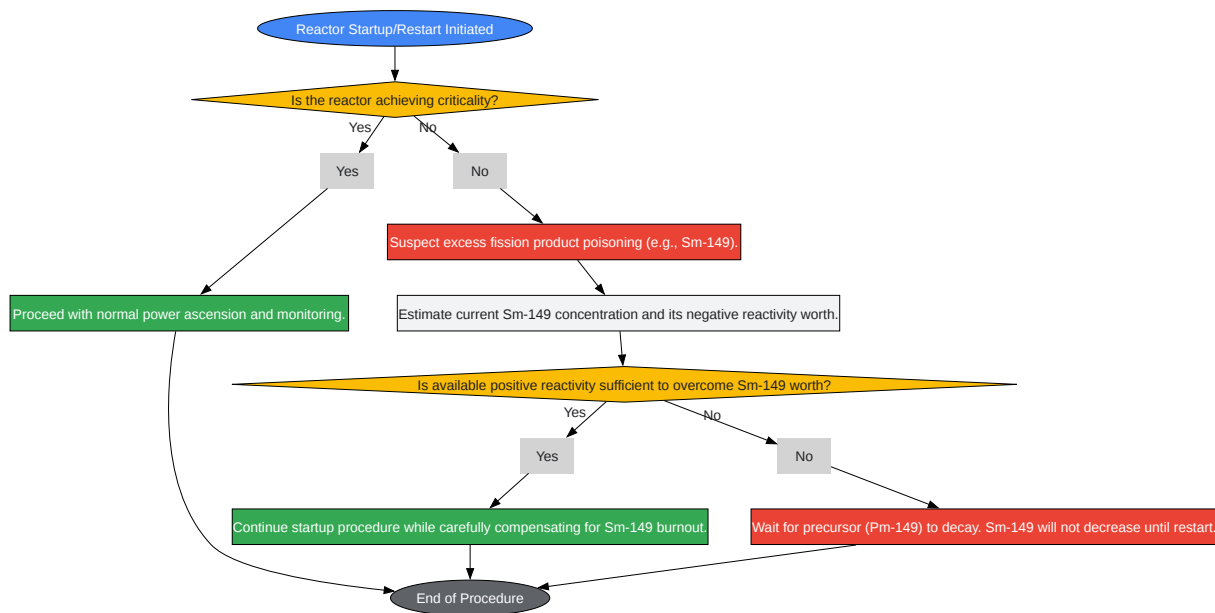 Reactor Startup/Restart Initiated
Is the reactor achieving criticality?
Yes
No
Yes
No
Suspect excess fission product poisoning (e.g., Sm-149).
Proceed with normal power ascension and monitoring.
Estimate current Sm-149 concentration and its negative reactivity worth.
Is available positive reactivity sufficient to overcome Sm-149 worth?
Yes
No
Yes
No
Continue startup procedure while carefully compensating for Sm-149 burnout.
Wait for precursor (Pm-149) to decay. Sm-149 will not decrease until restart.
End of Procedure